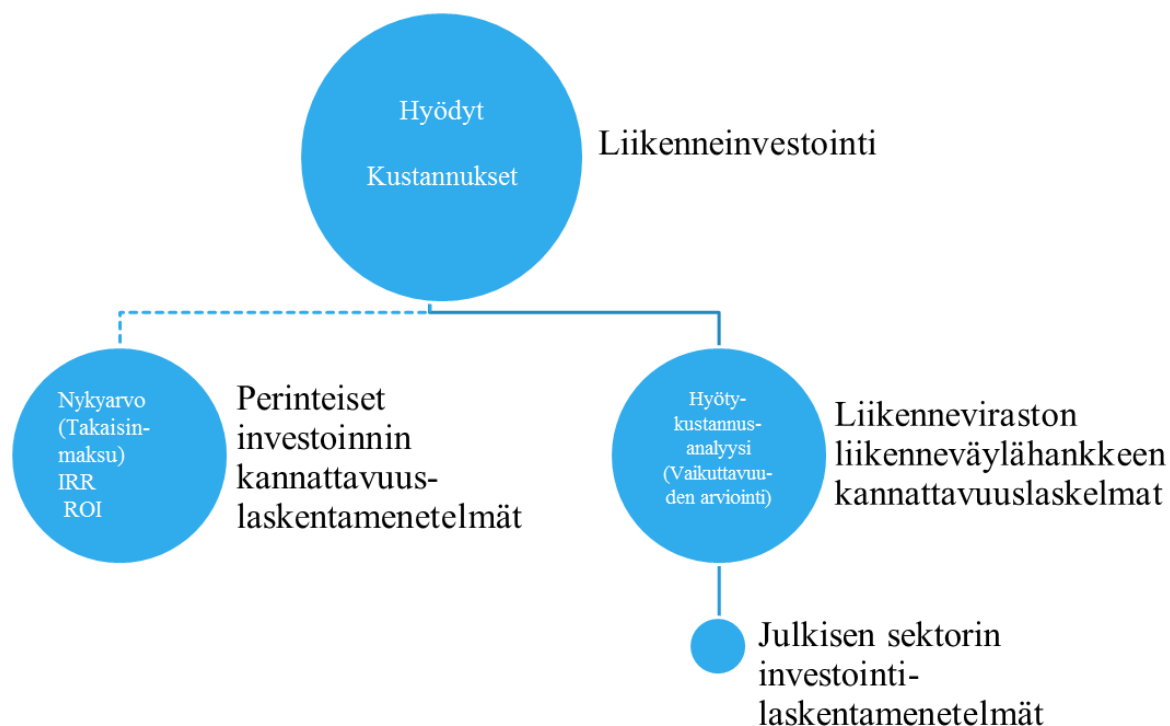 Hyödyt
Kustannukset
Liikenneinvestointi
Nykyarvo
(Takaisin-
maksu)
IRR
ROI
Perinteiset
investoinnin
kannattavuus-
laskentamenetelmät
Hyöty-
kustannus-
analyysi
(Vaikuttavuu-
den arviointi)
Liikenneviraston
liikenneväylähankkeen
kannattavuuslaskelmat
Julkisen sektorin
investointi-
laskentamenetelmät